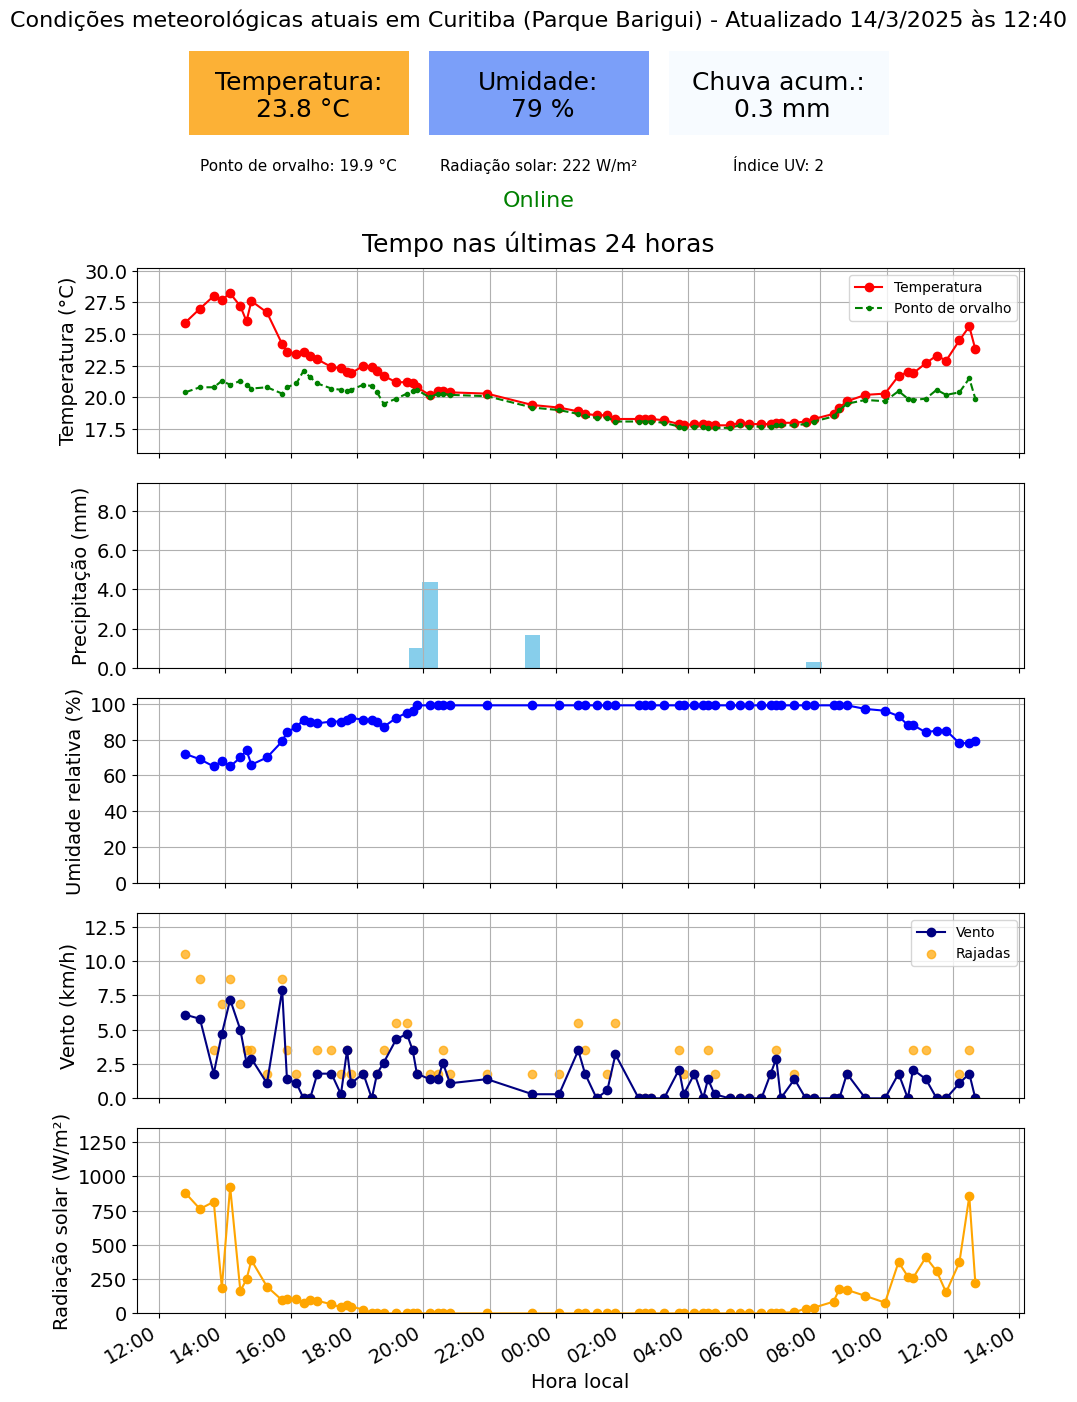 Condições meteorológicas atuais em Curitiba (Parque Barigui) - Atualizado 14/3/2025 às 12:40
Temperatura:
23.8 °C
Umidade:
79 %
Chuva acum.:
0.3 mm
Ponto de orvalho: 19.9 °C
Radiação solar: 222 W/m²
Índice UV: 2
Online
Tempo nas últimas 24 horas
Temperatura (°C)
30.0
27.5
25.0
22.5
20.0
17.5
Temperatura
Ponto de orvalho
Precipitação (mm)
8.0
6.0
4.0
2.0
0.0
Umidade relativa (%)
100
80
60
40
20
0
Vento (km/h)
12.5
10.0
7.5
5.0
2.5
0.0
Vento
Rajadas
Radiação solar (W/m²)
1250
1000
750
500
250
0
12:00
14:00
16:00
18:00
20:00
22:00
00:00
02:00
04:00
06:00
08:00
10:00
12:00
14:00
Hora local